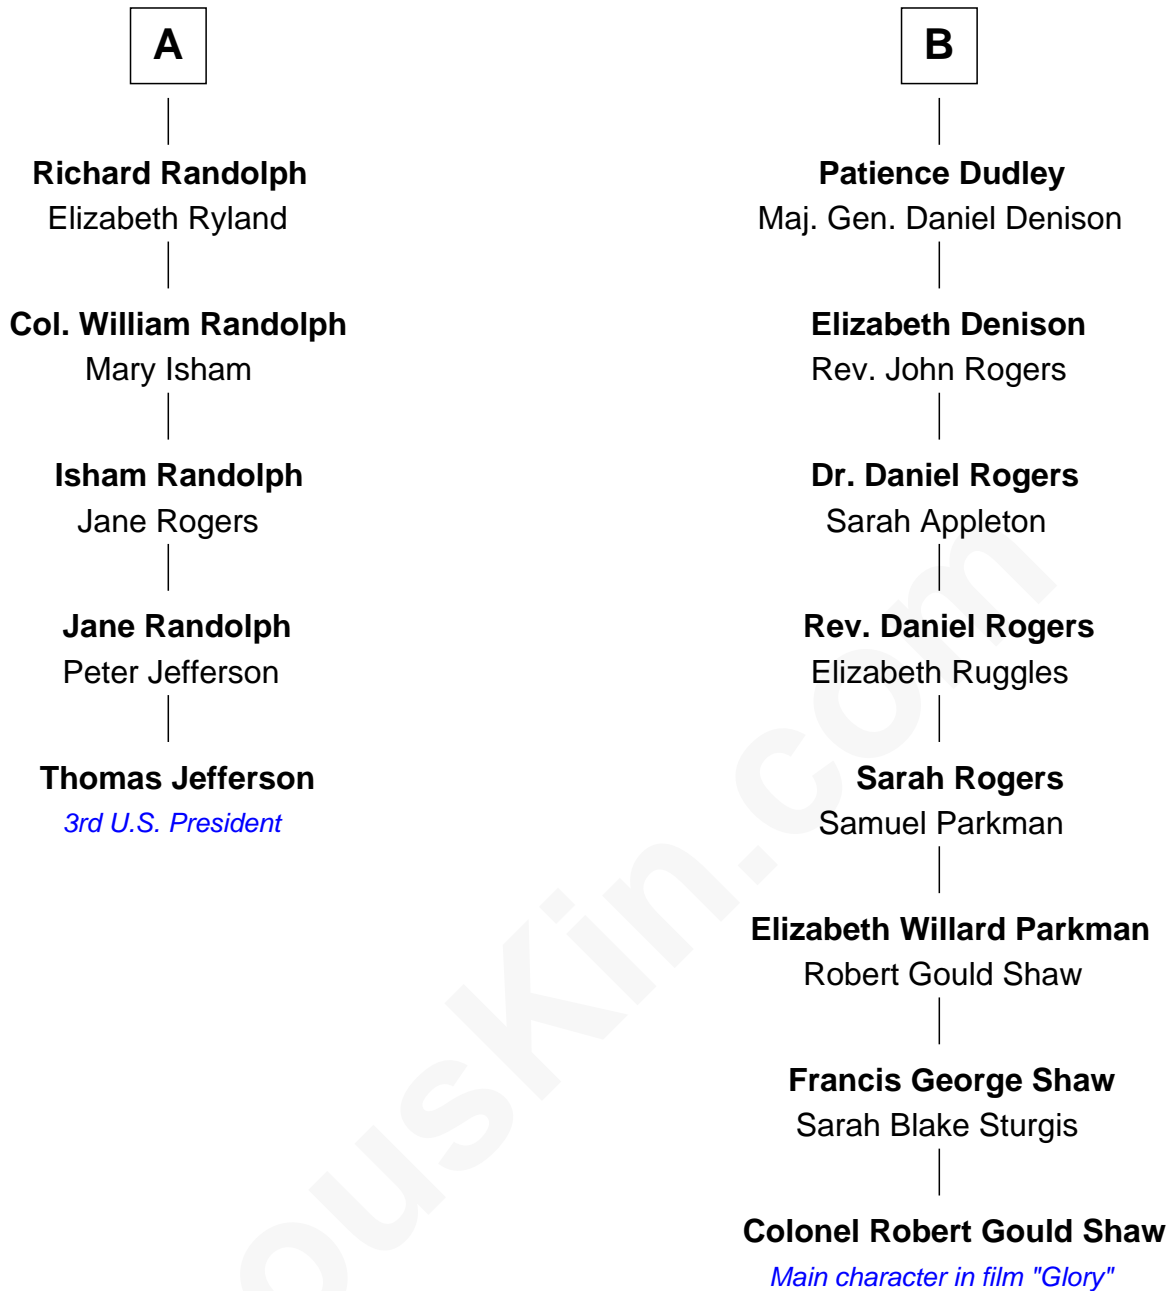 A
Richard Randolph
Elizabeth Ryland
Col. William Randolph
Mary Isham
Isham Randolph
Jane Rogers
Jane Randolph
Peter Jefferson
Thomas Jefferson
3rd U.S. President
B
Patience Dudley
Maj. Gen. Daniel Denison
Elizabeth Denison
Rev. John Rogers
Dr. Daniel Rogers
Sarah Appleton
Rev. Daniel Rogers
Elizabeth Ruggles
Sarah Rogers
Samuel Parkman
Elizabeth Willard Parkman
Robert Gould Shaw
Francis George Shaw
Sarah Blake Sturgis
Colonel Robert Gould Shaw
Main character in film "Glory"
ousKin.com